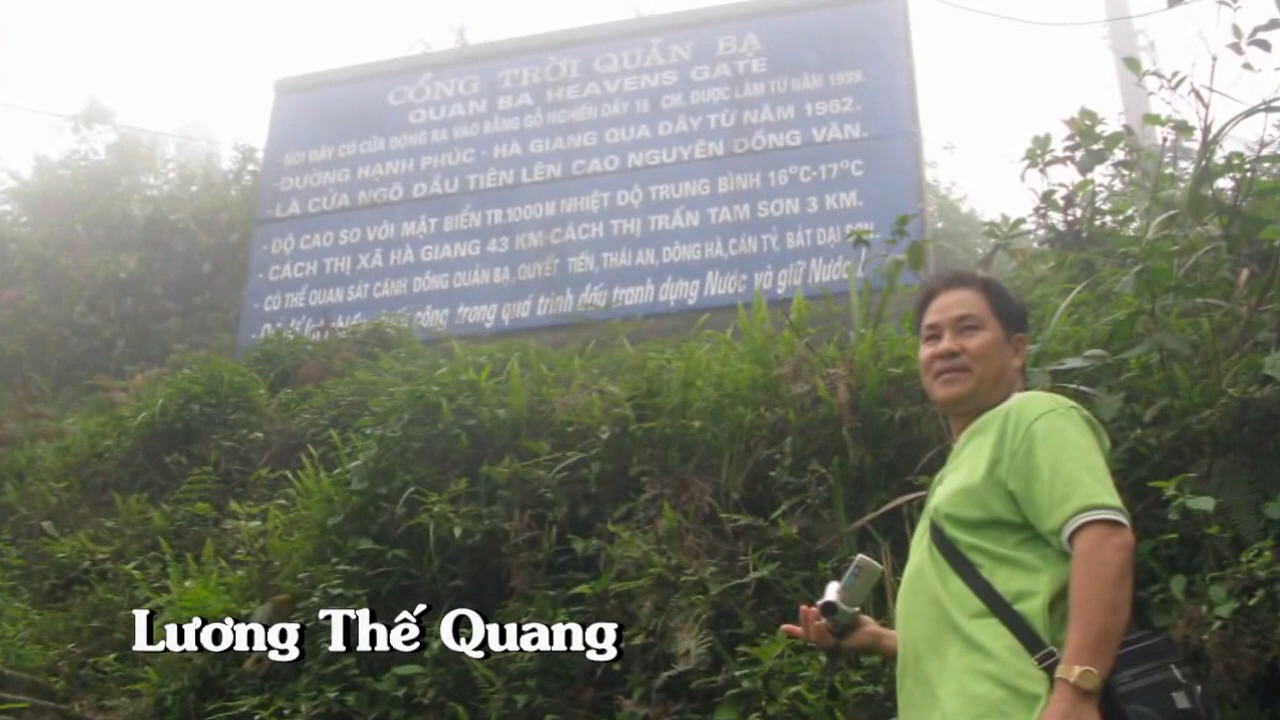 CỔNG TRỜI QUẢN BẠ
QUAN BA HEAVENS GATE
- NƠI ĐÂY CÓ CỬA ĐÓNG RA VÀO BẰNG GỖ NGHIẾN DẦY 15 CM, ĐƯỢC LÀM TỪ NĂM 1939.
- ĐƯỜNG HẠNH PHÚC - HÀ GIANG QUA ĐÂY TỪ NĂM 1962.
- LÀ CỬA NGÕ ĐẦU TIÊN LÊN CAO NGUYÊN ĐỒNG VĂN.
- ĐỘ CAO SO VỚI MẶT BIỂN TR.1000M NHIỆT ĐỘ TRUNG BÌNH 16°C-17°C
- CÁCH THỊ XÃ HÀ GIANG 43 KM-CÁCH THỊ TRẤN TAM SƠN 3 KM.
- CÓ THỂ QUAN SÁT CÁNH ĐỒNG QUẢN BẠ, QUYẾT TIẾN, THÁI AN, ĐÔNG HÀ, CÁN TỶ, BÁT ĐẠI SƠN.
công trong quá trình đấu tranh dựng Nước và giữ Nước
Lương Thế Quang